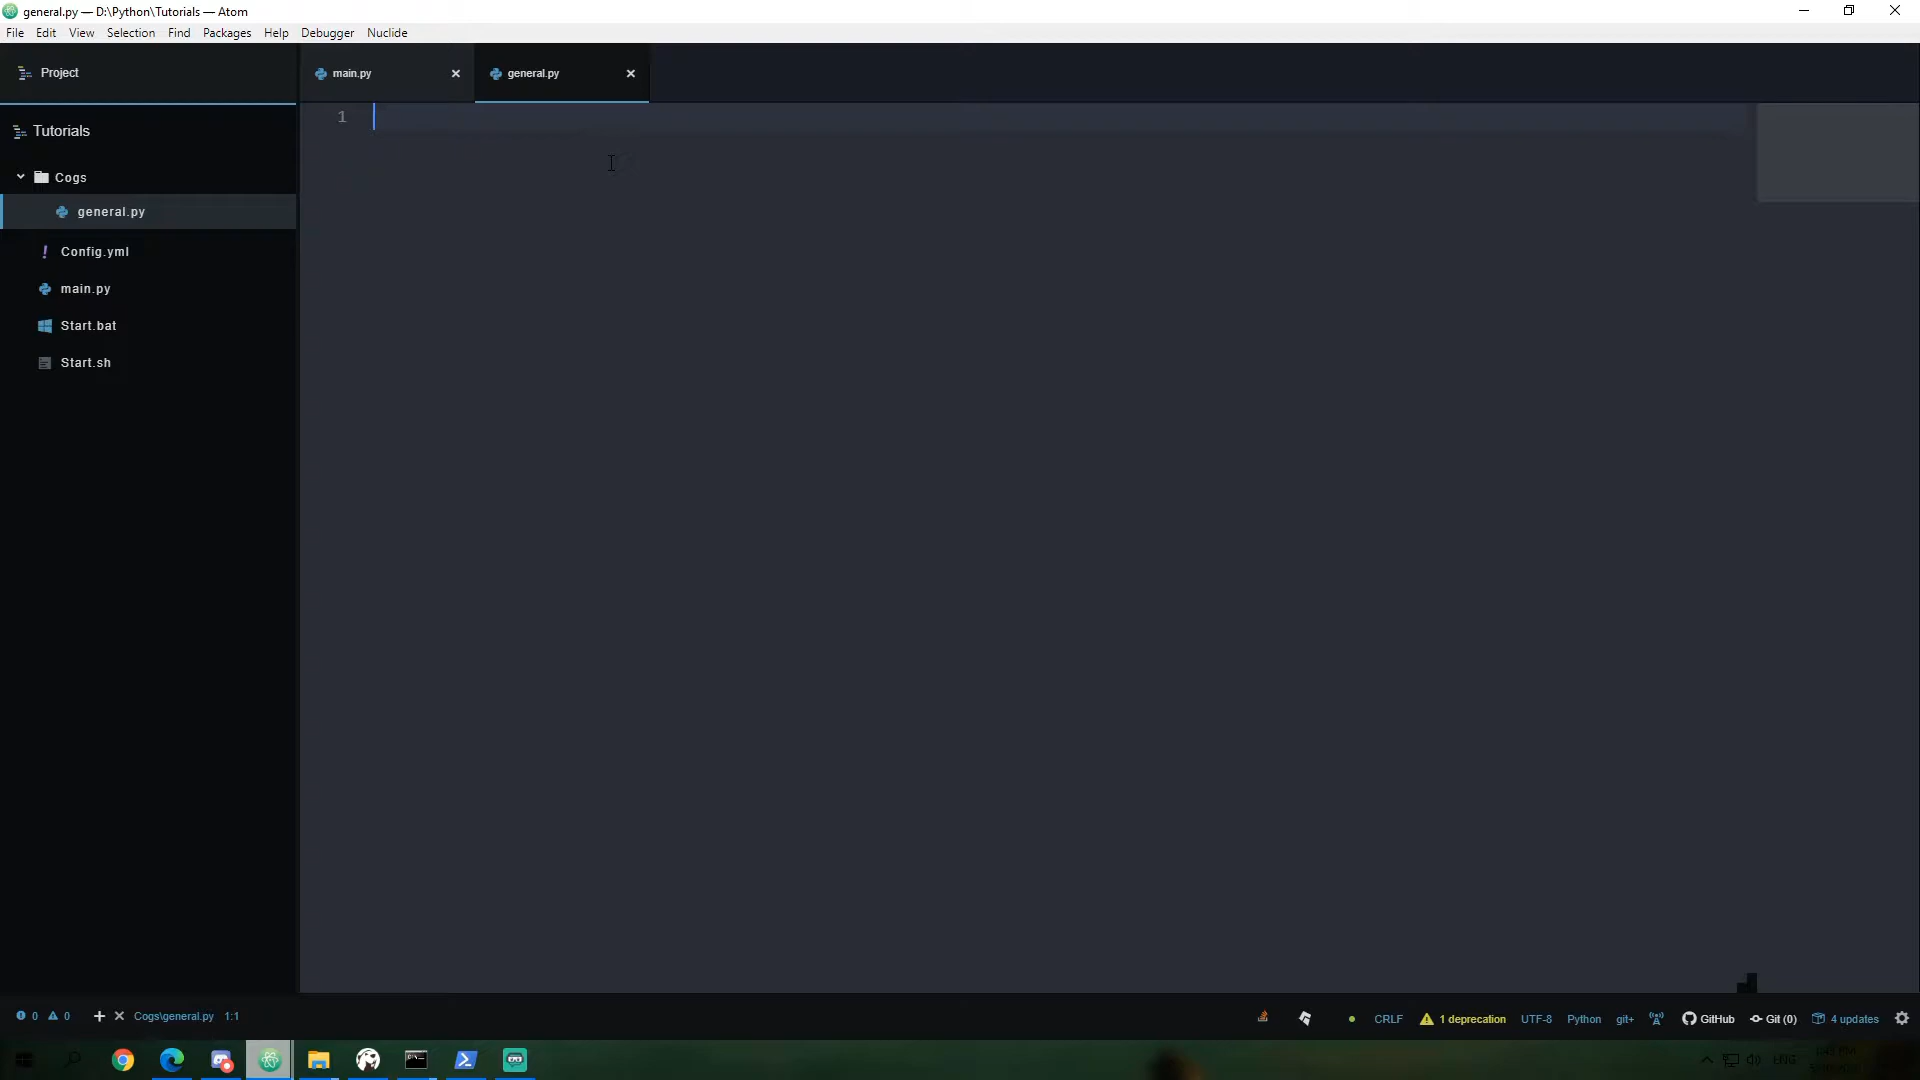 general.py — D:\Python\Tutorials — Atom
File Edit View Selection Find Packages Help Debugger Nuclide
Project
main.py
general.py
1
Tutorials
Cogs
general.py
Config.yml
main.py
Start.bat
Start.sh
0 0 Cogs\general.py 1:1
CRLF 1 deprecation UTF-8 Python git+ GitHub Git (0) 4 updates
ENG